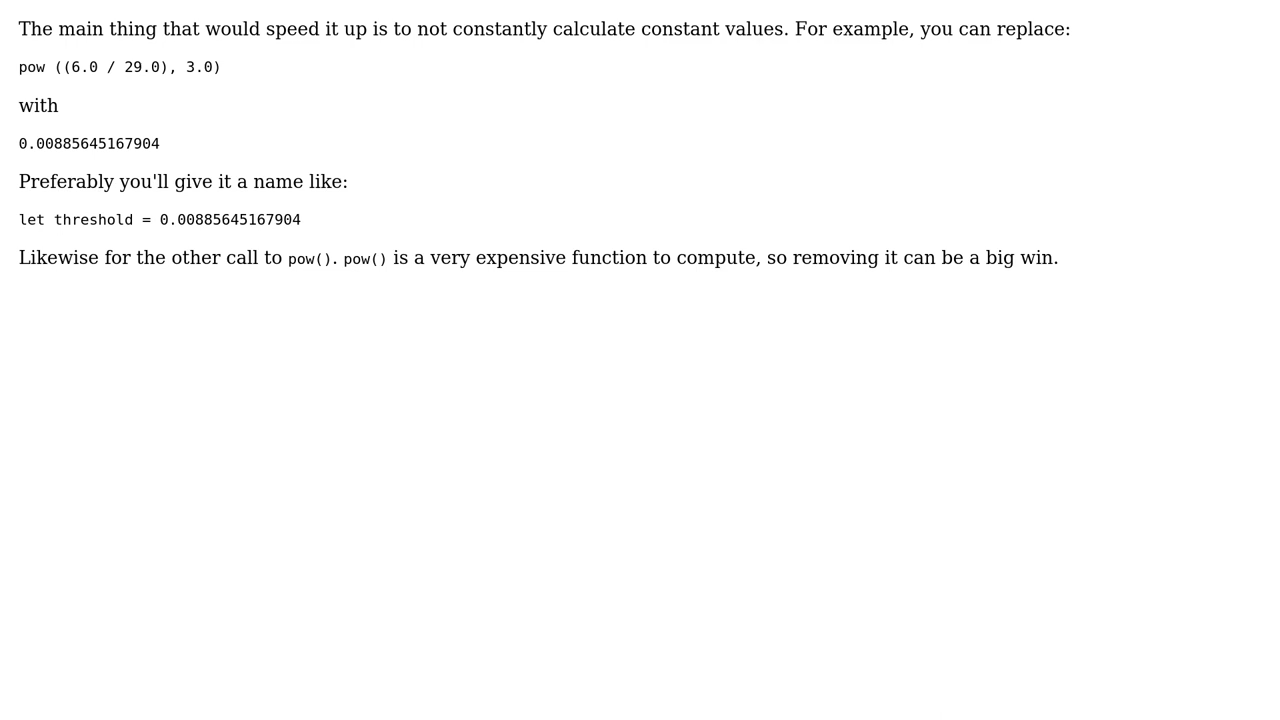 The main thing that would speed it up is to not constantly calculate constant values. For example, you can replace:
pow ((6.0 / 29.0), 3.0)
with
0.00885645167904
Preferably you'll give it a name like:
let threshold = 0.00885645167904
Likewise for the other call to pow(). pow() is a very expensive function to compute, so removing it can be a big win.